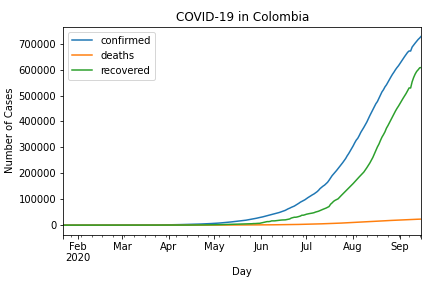 COVID-19 in Colombia
confirmed
deaths
recovered
Number of Cases
700000
600000
500000
400000
300000
200000
100000
0
Feb Mar Apr May Jun Jul Aug Sep
2020
Day